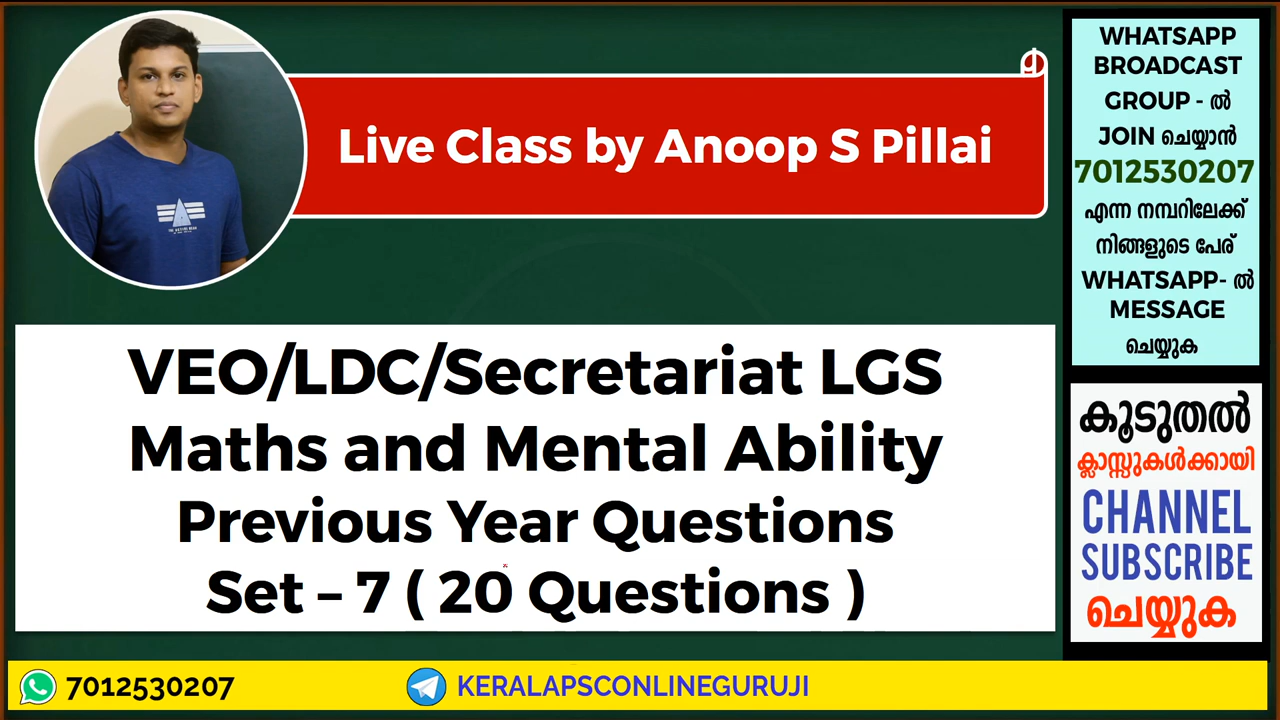 Live Class by Anoop S Pillai
VEO/LDC/Secretariat LGS
Maths and Mental Ability
Previous Year Questions
Set – 7 ( 20 Questions )
WHATSAPP
BROADCAST
GROUP - ൽ
JOIN ചെയ്യാൻ
7012530207
എന്ന നമ്പറിലേക്ക്
നിങ്ങളുടെ പേര്
WHATSAPP- ൽ
MESSAGE
ചെയ്യുക
കൂടുതൽ
ക്ലാസ്സുകൾക്കായി
CHANNEL
SUBSCRIBE
ചെയ്യുക
7012530207
KERALAPSCONLINEGURUJI